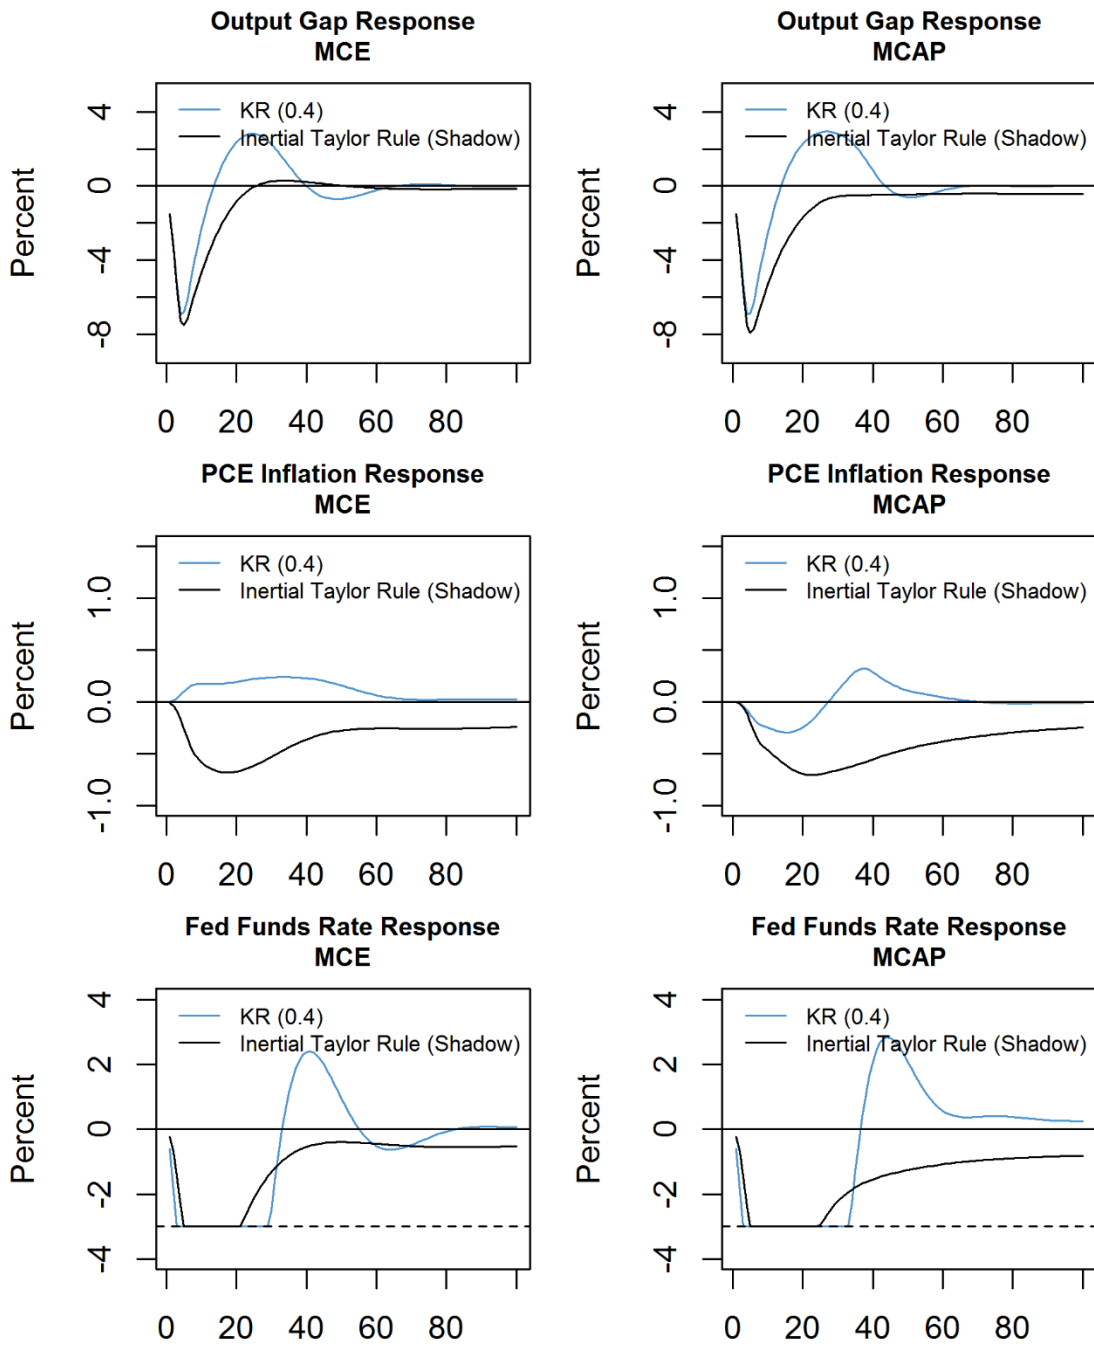 Output Gap Response
MCE
KR (0.4)
Inertial Taylor Rule (Shadow)
Percent
4
0
-4
-8
0 20 40 60 80
Output Gap Response
MCAP
KR (0.4)
Inertial Taylor Rule (Shadow)
Percent
4
0
-4
-8
0 20 40 60 80
PCE Inflation Response
MCE
KR (0.4)
Inertial Taylor Rule (Shadow)
Percent
1.0
0.0
-1.0
0 20 40 60 80
PCE Inflation Response
MCAP
KR (0.4)
Inertial Taylor Rule (Shadow)
Percent
1.0
0.0
-1.0
0 20 40 60 80
Fed Funds Rate Response
MCE
KR (0.4)
Inertial Taylor Rule (Shadow)
Percent
4
2
0
-2
-4
0 20 40 60 80
Fed Funds Rate Response
MCAP
KR (0.4)
Inertial Taylor Rule (Shadow)
Percent
4
2
0
-2
-4
0 20 40 60 80